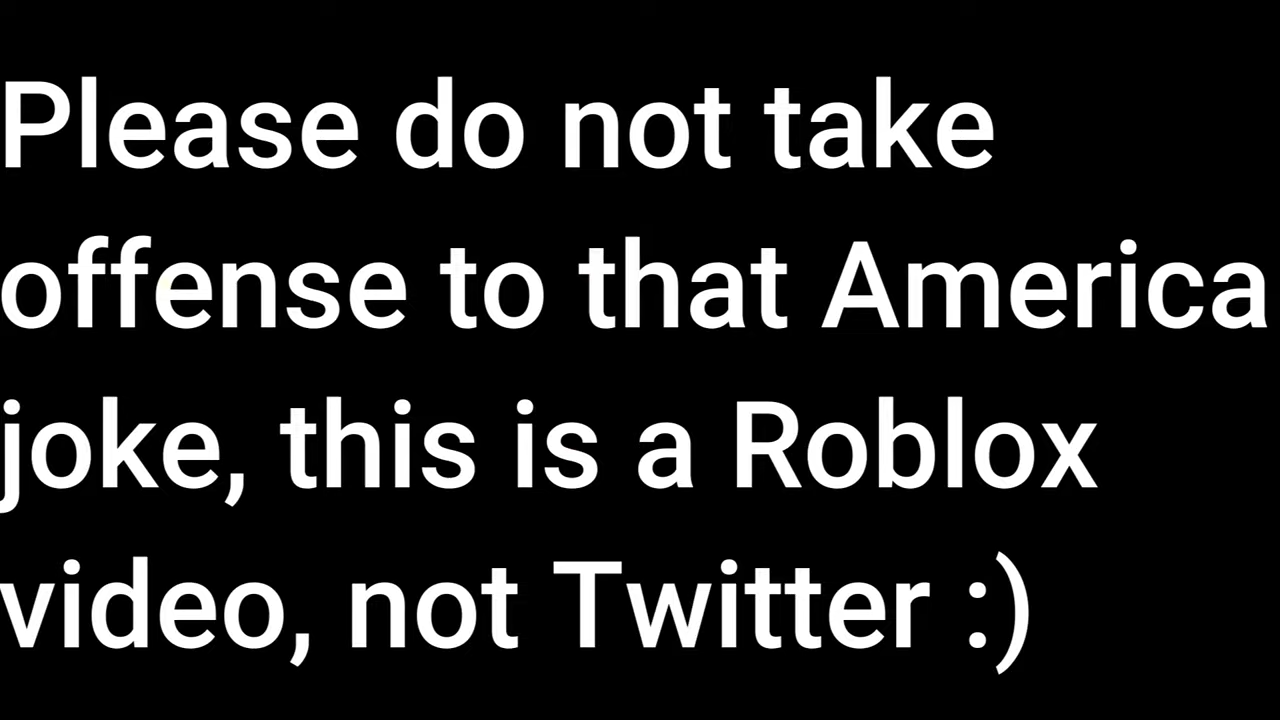 Please do not take
offense to that America
joke, this is a Roblox
video, not Twitter :)